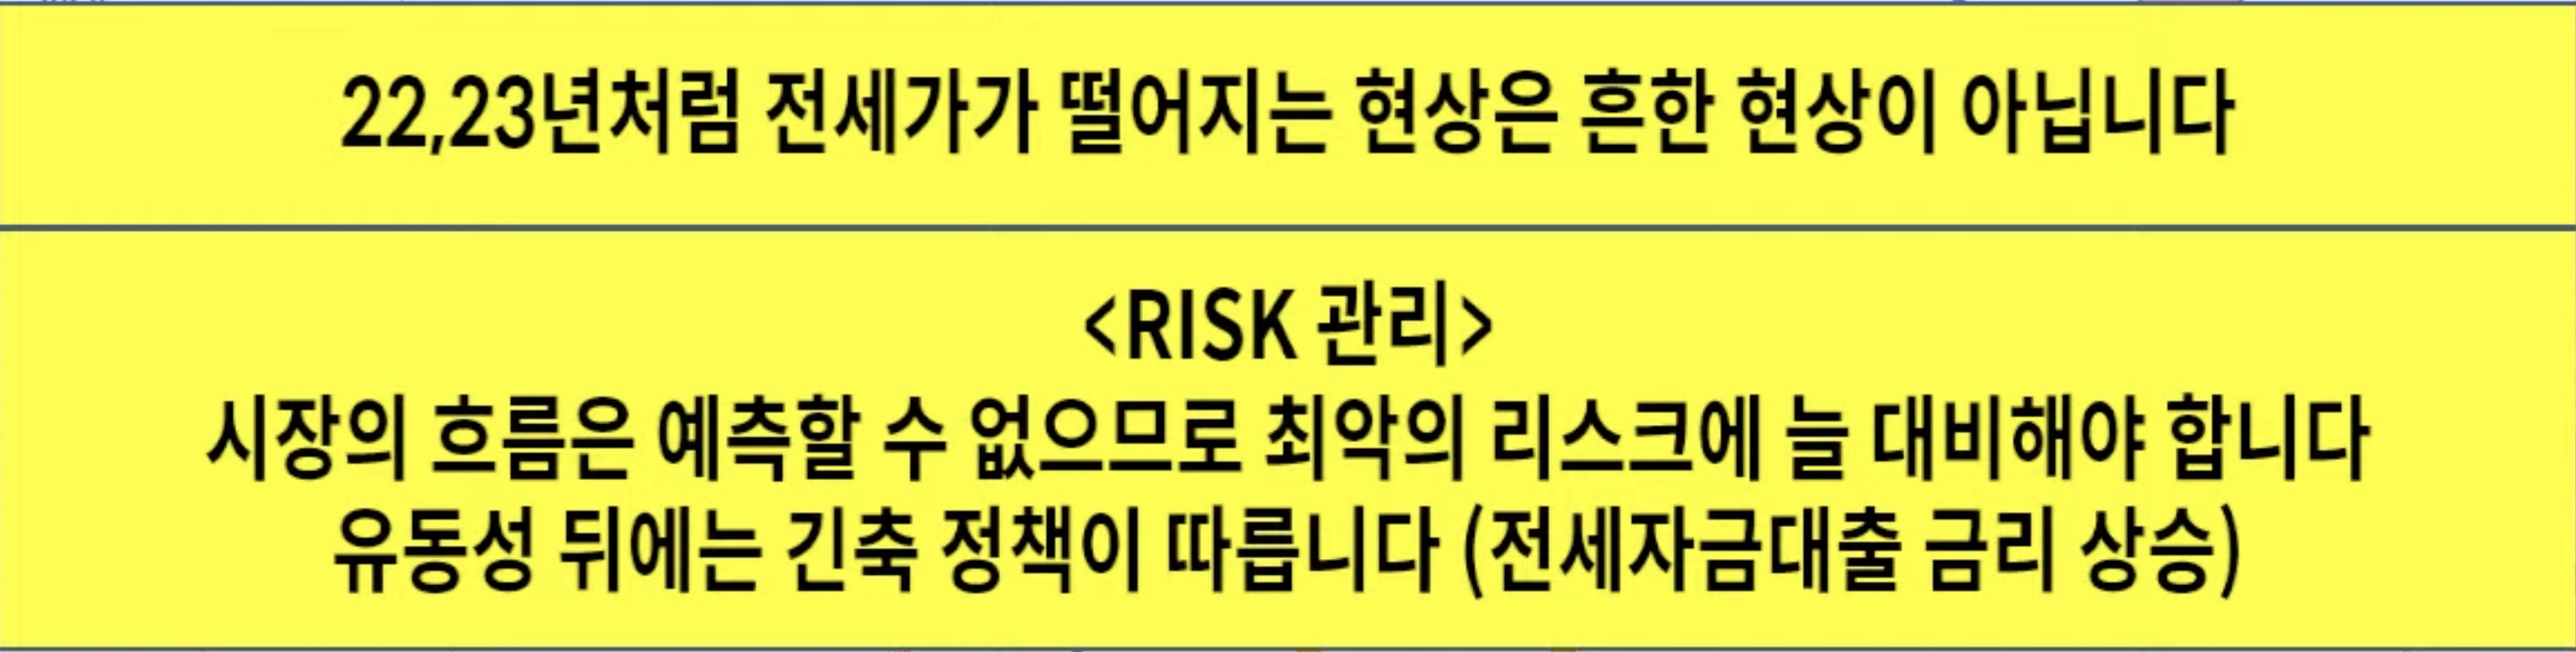 22,23년처럼 전세가가 떨어지는 현상은 흔한 현상이 아닙니다
<RISK 관리>
시장의 흐름은 예측할 수 없으므로 최악의 리스크에 늘 대비해야 합니다
유동성 뒤에는 긴축 정책이 따릅니다 (전세자금대출 금리 상승)